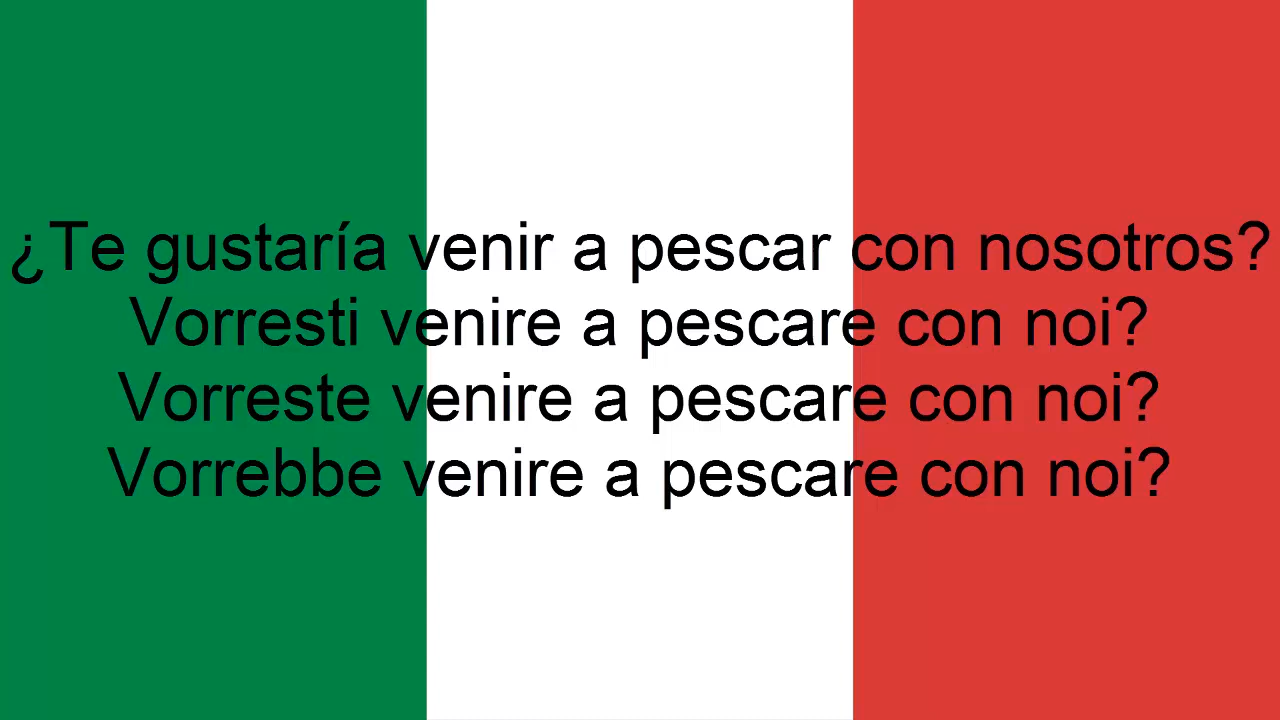 ¿Te gustaría venir a pescar con nosotros?
Vorresti venire a pescare con noi?
Vorreste venire a pescare con noi?
Vorrebbe venire a pescare con noi?